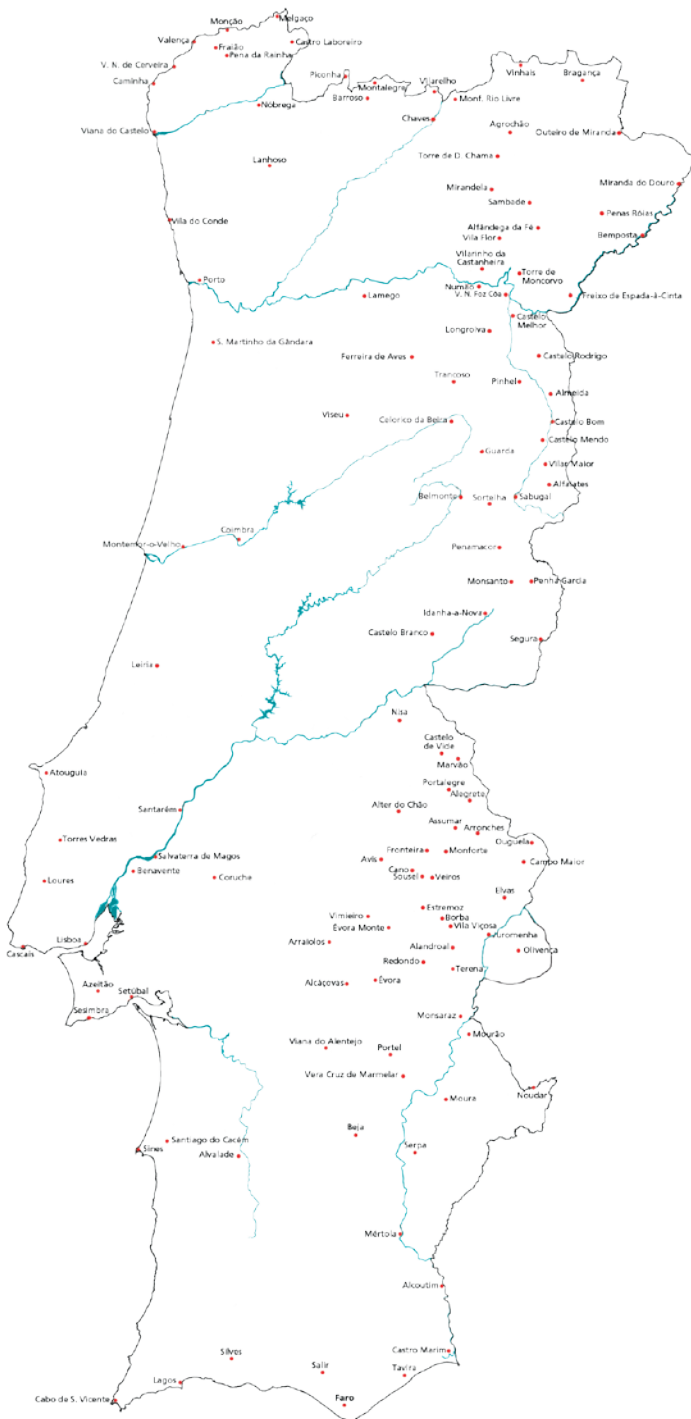 Melgaço
Monção
Valença
Fraião
Castro Laboreiro
Pena da Rainha
V. N. de Cerveira
Caminha
Piconha
Montalegre
Vilarelho
Vinhais
Bragança
Nóbrega
Barroso
Monf. Rio Livre
Chaves
Agrochão
Outeiro de Miranda
Viana do Castelo
Lanhoso
Torre de D. Chama
Mirandela
Miranda do Douro
Sambade
Penas Róias
Vila do Conde
Alfândega da Fé
Vila Flor
Bemposta
Vilarinho da
Castanheira
Torre de
Moncorvo
Porto
Numão
Lamego
V. N. Foz Côa
Freixo de Espada-à-Cinta
Castelo
Melhor
Longroiva
S. Martinho da Gândara
Ferreira de Aves
Castelo Rodrigo
Trancoso
Pinhel
Almeida
Viseu
Celorico da Beira
Castelo Bom
Castelo Mendo
Guarda
Vilar Maior
Alfaiates
Belmonte
Sortelha
Sabugal
Coimbra
Montemor-o-Velho
Penamacor
Monsanto
Penha Garcia
Idanha-a-Nova
Castelo Branco
Segura
Leiria
Nisa
Castelo
de Vide
Marvão
Atouguia
Portalegre
Alegrete
Santarém
Alter do Chão
Assumar
Arronches
Torres Vedras
Ouguela
Fronteira
Monforte
Salvaterra de Magos
Avis
Campo Maior
Benavente
Cano
Loures
Coruche
Sousel
Veiros
Elvas
Estremoz
Vimieiro
Borba
Évora Monte
Vila Viçosa
Juromenha
Lisboa
Arraiolos
Alandroal
Olivença
Cascais
Redondo
Terena
Azeitão
Setúbal
Alcáçovas
Évora
Sesimbra
Monsaraz
Mourão
Viana do Alentejo
Portel
Vera Cruz de Marmelar
Noudar
Moura
Beja
Santiago do Cacém
Sines
Alvalade
Serpa
Mértola
Alcoutim
Silves
Castro Marim
Salir
Tavira
Lagos
Cabo de S. Vicente
Faro